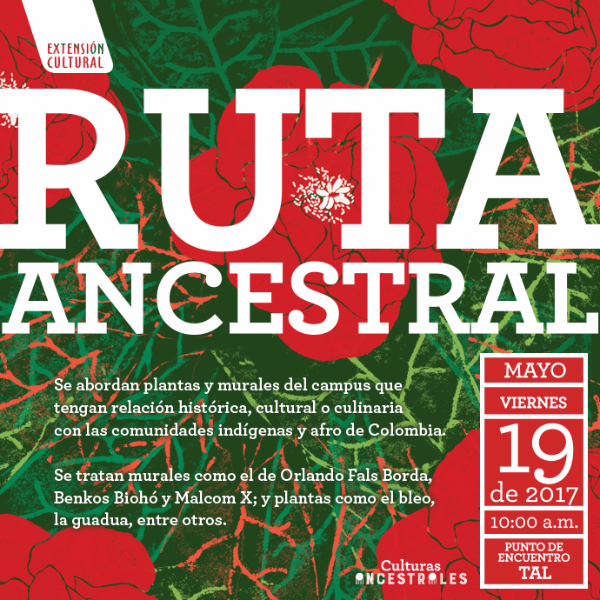 EXTENSIÓN
CULTURAL
RUTA
ANCESTRAL
Se abordan plantas y murales del campus que
tengan relación histórica, cultural o culinaria
con las comunidades indígenas y afro de Colombia.
Se tratan murales como el de Orlando Fals Borda,
Benkos Biohó y Malcom X; y plantas como el bleo,
la guadua, entre otros.
MAYO
VIERNES
19
de 2017
10:00 a.m.
PUNTO DE
ENCUENTRO
TAL
Culturas
ANCESTRALES